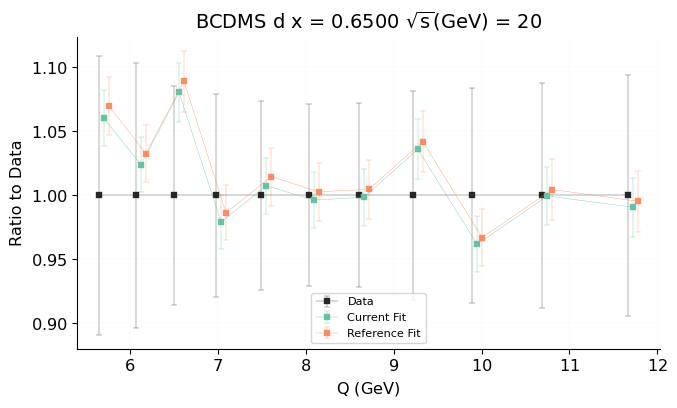 BCDMS d x = 0.6500 √s(GeV) = 20
Ratio to Data
1.10
1.05
1.00
0.95
0.90
Data
Current Fit
Reference Fit
6 7 8 9 10 11 12
Q (GeV)